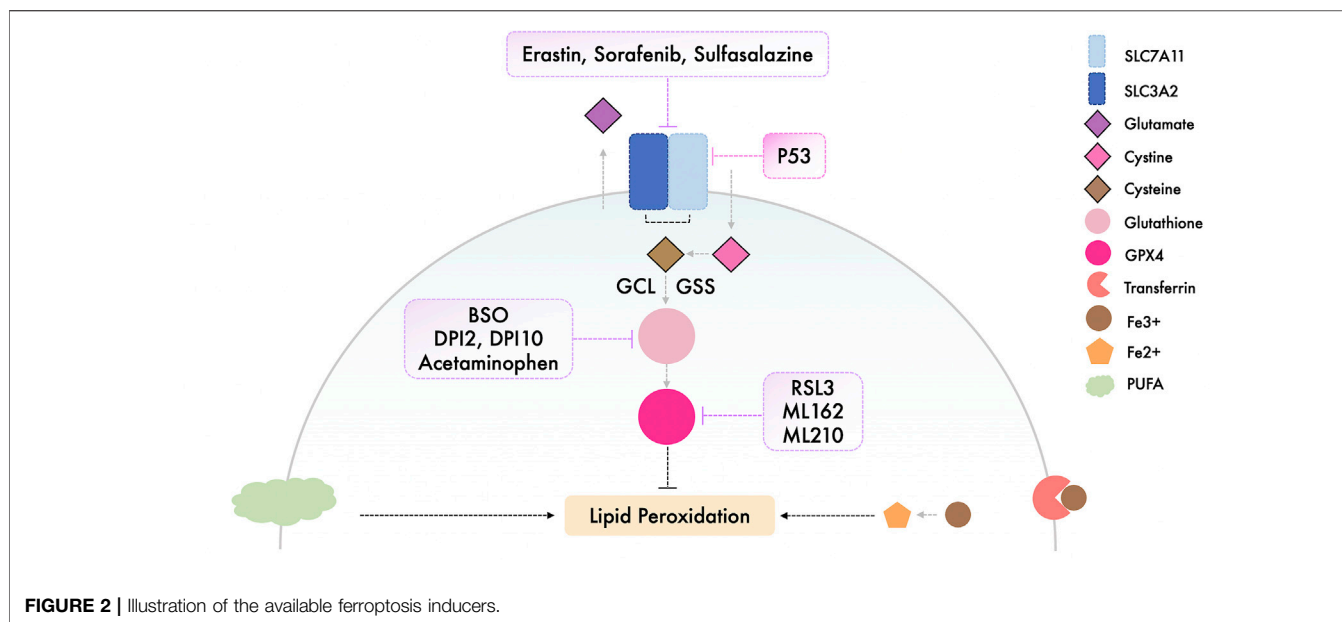 Erastin, Sorafenib, Sulfasalazine
P53
GCL GSS
BSO
DPI2, DPI10
Acetaminophen
RSL3
ML162
ML210
Lipid Peroxidation
SLC7A11
SLC3A2
Glutamate
Cystine
Cysteine
Glutathione
GPX4
Transferrin
Fe3+
Fe2+
PUFA
FIGURE 2 | Illustration of the available ferroptosis inducers.